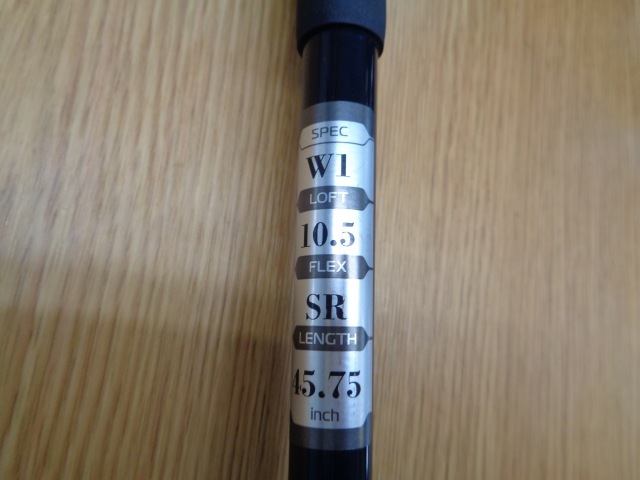 SPEC
W1
LOFT
10.5
FLEX
SR
LENGTH
45.75
inch